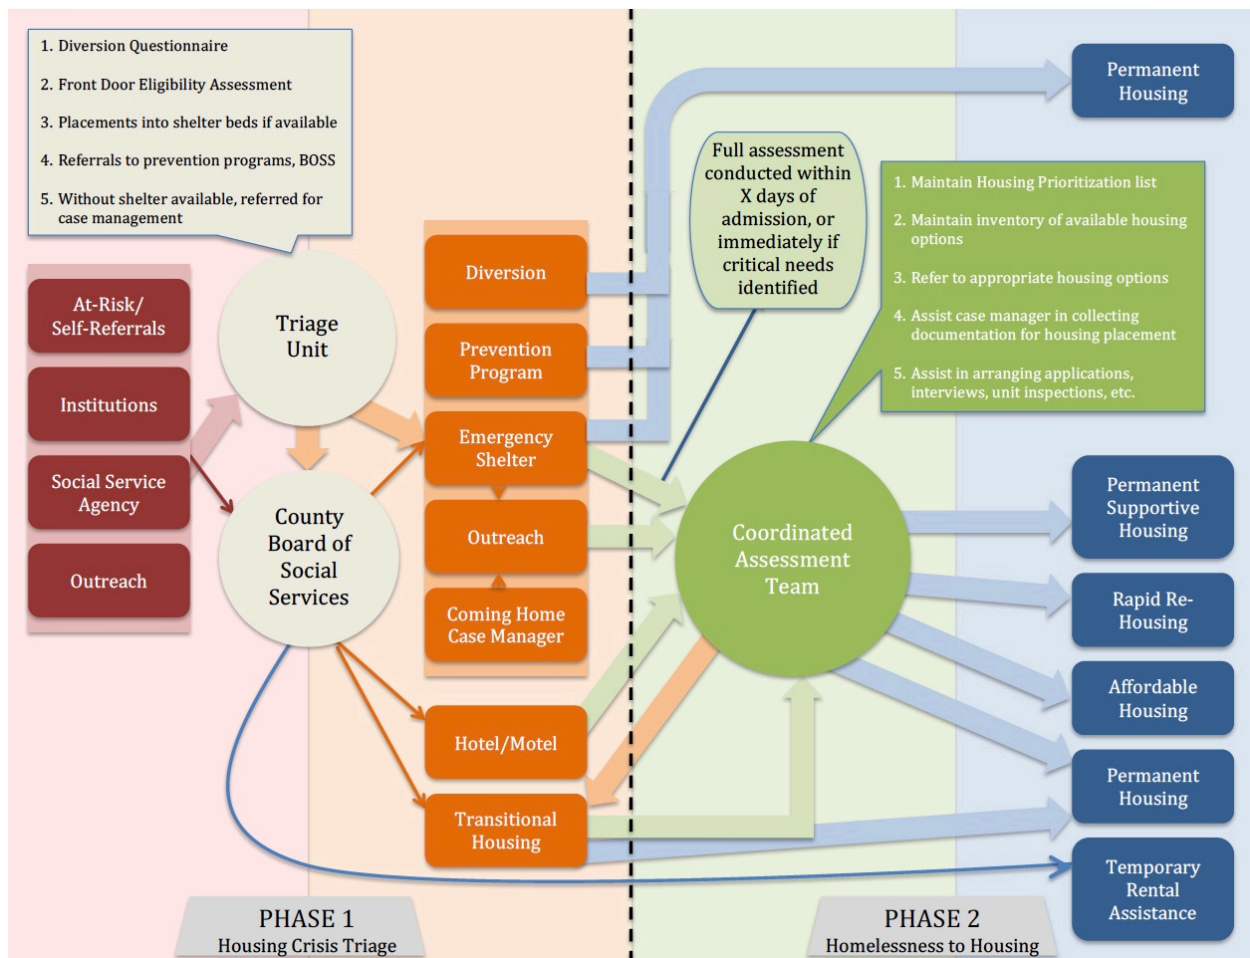 1. Diversion Questionnaire
2. Front Door Eligibility Assessment
3. Placements into shelter beds if available
4. Referrals to prevention programs, BOSS
5. Without shelter available, referred for
case management
At-Risk/
Self-Referrals
Institutions
Social Service
Agency
Outreach
Triage
Unit
County
Board of
Social
Services
Diversion
Prevention
Program
Emergency
Shelter
Outreach
Coming Home
Case Manager
Hotel/Motel
Transitional
Housing
Full assessment
conducted within
X days of
admission, or
immediately if
critical needs
identified
1. Maintain Housing Prioritization list
2. Maintain inventory of available housing
options
3. Refer to appropriate housing options
4. Assist case manager in collecting
documentation for housing placement
5. Assist in arranging applications,
interviews, unit inspections, etc.
Coordinated
Assessment
Team
Permanent
Housing
Permanent
Supportive
Housing
Rapid Re-
Housing
Affordable
Housing
Permanent
Housing
Temporary
Rental
Assistance
PHASE 1
Housing Crisis Triage
PHASE 2
Homelessness to Housing